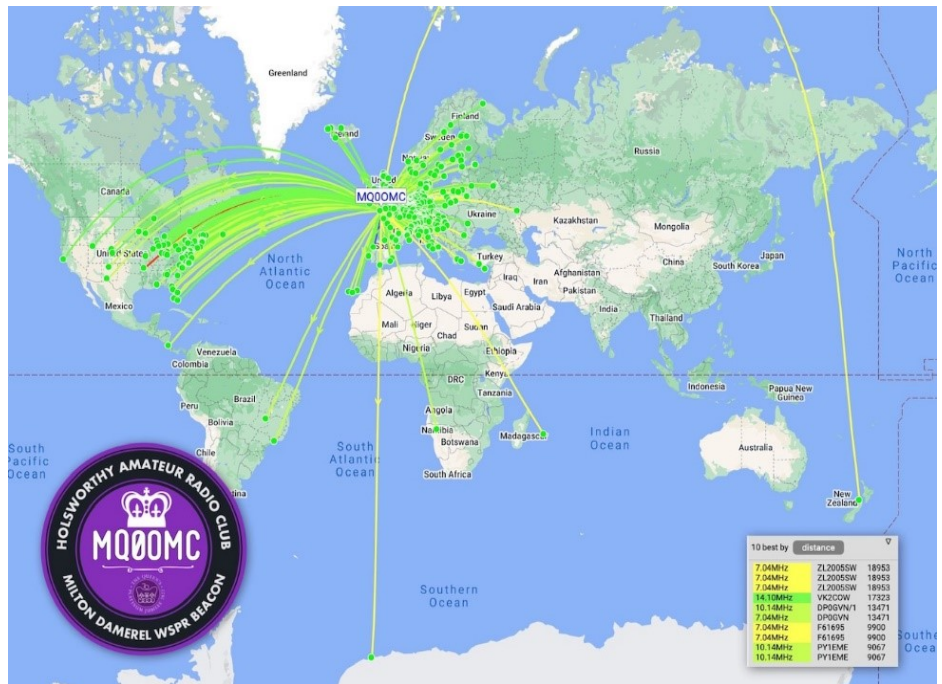 Greenland
Finland
Sweden
Russia
Canada
MQ0OMC
Ukraine
Kazakhstan
Mongolia
United States
North
Atlantic
Ocean
Turkey
China
South Korea
Japan
North
Pacific
Ocean
Iraq
Iran
Afghanistan
Pakistan
Mexico
Algeria
Libya
Egypt
Saudi Arabia
India
Thailand
Mali
Niger
Chad
Sudan
Nigeria
Ethiopia
Venezuela
Colombia
DRC
Kenya
Tanzania
Indonesia
Papua New
Guinea
Peru
Brazil
Bolivia
Angola
Namibia
Botswana
Madagascar
Indian
Ocean
Australia
South
Pacific
Ocean
Chile
South
Atlantic
Ocean
South Africa
New
Zealand
Southern
Ocean
HOLSWORTHY AMATEUR RADIO CLUB
MQ0OMC
MILTON DAMEREL WSPR BEACON
10 best by distance
7.04MHz ZL2005SW 18953
7.04MHz ZL2005SW 18953
7.04MHz ZL2005SW 18953
14.10MHz VK2COW 17323
10.14MHz DP0GVN/1 13471
7.04MHz DP0GVN 13471
7.04MHz F61695 9900
7.04MHz F61695 9900
10.14MHz PY1EME 9067
10.14MHz PY1EME 9067